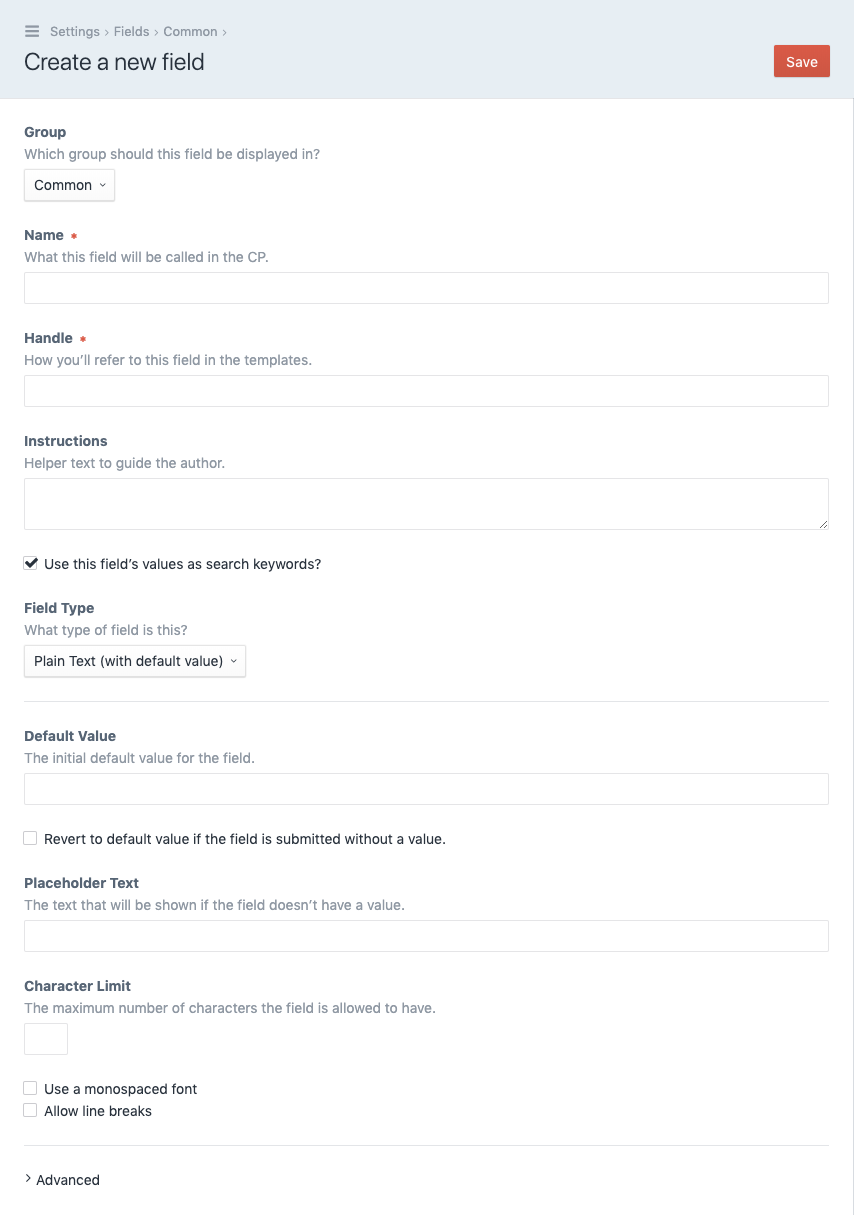 Settings › Fields › Common ›
Create a new field
Save
Group
Which group should this field be displayed in?
Common
Name *
What this field will be called in the CP.
Handle *
How you’ll refer to this field in the templates.
Instructions
Helper text to guide the author.
Use this field’s values as search keywords?
Field Type
What type of field is this?
Plain Text (with default value)
Default Value
The initial default value for the field.
Revert to default value if the field is submitted without a value.
Placeholder Text
The text that will be shown if the field doesn’t have a value.
Character Limit
The maximum number of characters the field is allowed to have.
Use a monospaced font
Allow line breaks
Advanced